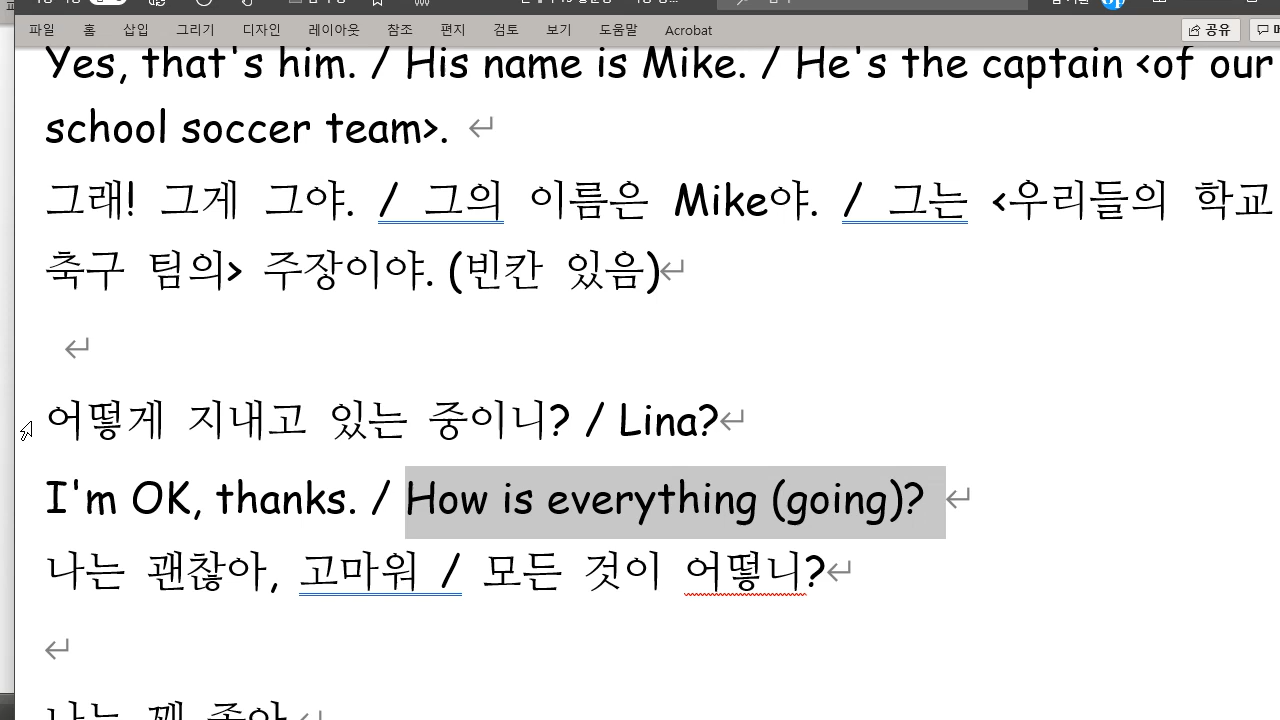 파일 홈 삽입 그리기 디자인 레이아웃 참조 편지 검토 보기 도움말 Acrobat 공유
Yes, that's him. / His name is Mike. / He's the captain <of our
school soccer team>.
그래! 그게 그야. / 그의 이름은 Mike야. / 그는 <우리들의 학교
축구 팀의> 주장이야. (빈칸 있음)
어떻게 지내고 있는 중이니? / Lina?
I'm OK, thanks. / How is everything (going)?
나는 괜찮아, 고마워 / 모든 것이 어떻니?
나는 꽤 좋아